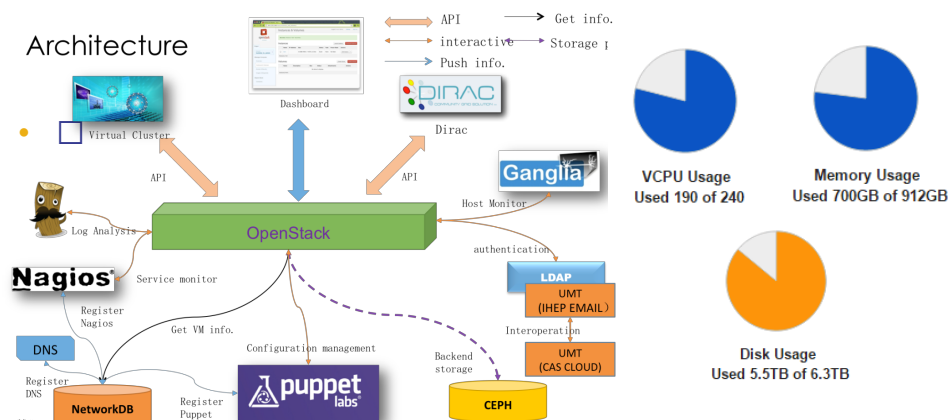 Architecture
API
interactive
Push info.
Get info.
Storage p
Dashboard
DIRAC
Dirac
Virtual Cluster
API
API
Ganglia
Host Monitor
Log Analysis
OpenStack
authentication
Nagios
Service monitor
LDAP
UMT
(IHEP EMAIL）
Register
Nagios
Get VM info.
Interoperation
DNS
Configuration management
UMT
(CAS CLOUD)
Backend
storage
Register
DNS
NetworkDB
Register
Puppet
puppet
labs
CEPH
VCPU Usage
Used 190 of 240
Memory Usage
Used 700GB of 912GB
Disk Usage
Used 5.5TB of 6.3TB